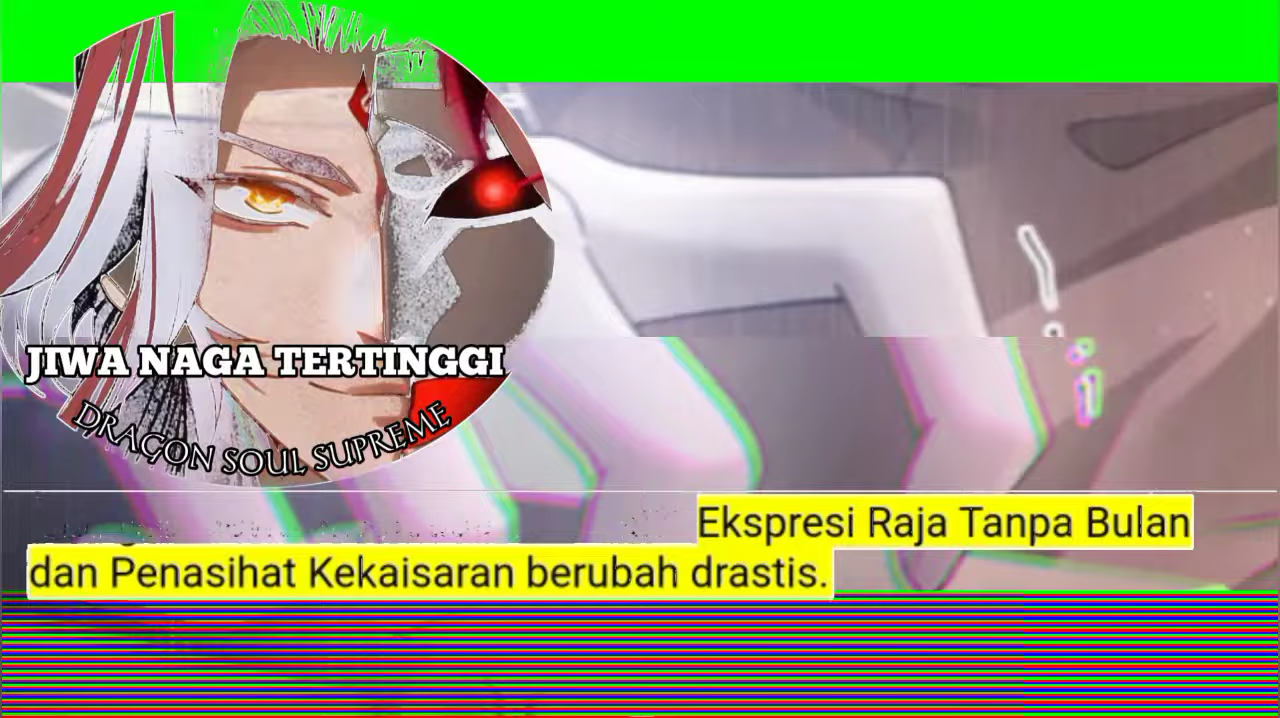 JIWA NAGA TERTINGGI
DRAGON SOUL SUPREME
Ekspresi Raja Tanpa Bulan
dan Penasihat Kekaisaran berubah drastis.